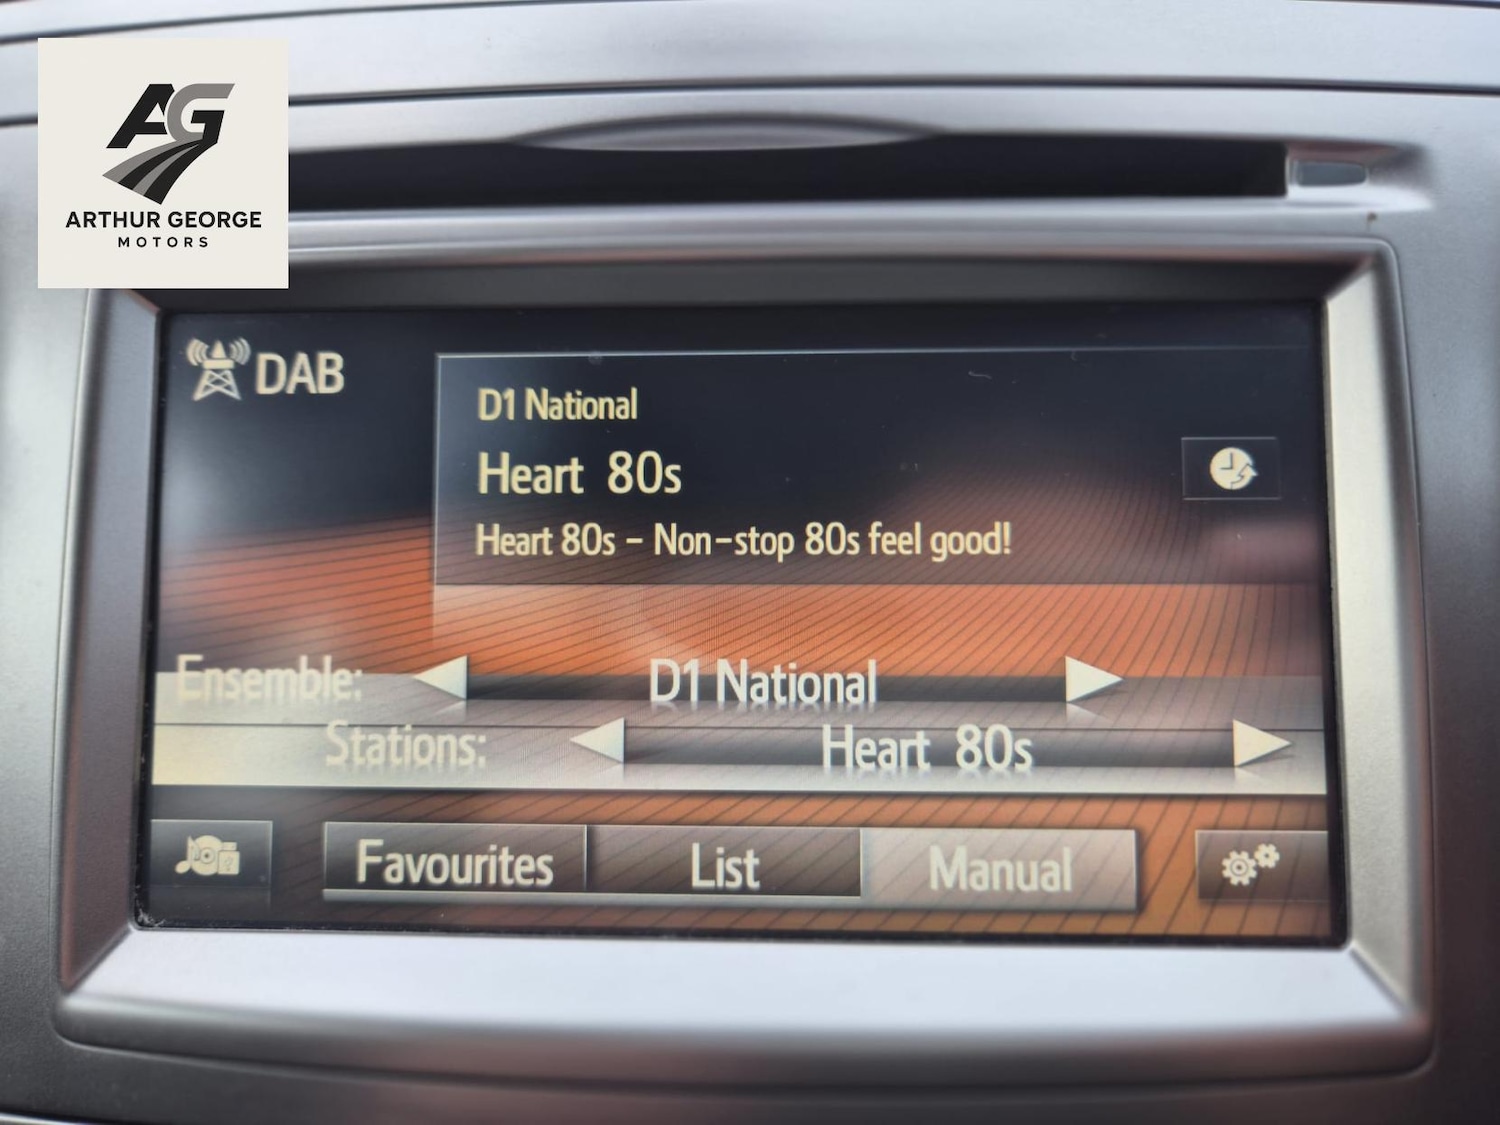 AG
ARTHUR GEORGE
MOTORS
DAB
D1 National
Heart 80s
Heart 80s - Non-stop 80s feel good!
Ensemble: D1 National
Stations: Heart 80s
Favourites List Manual